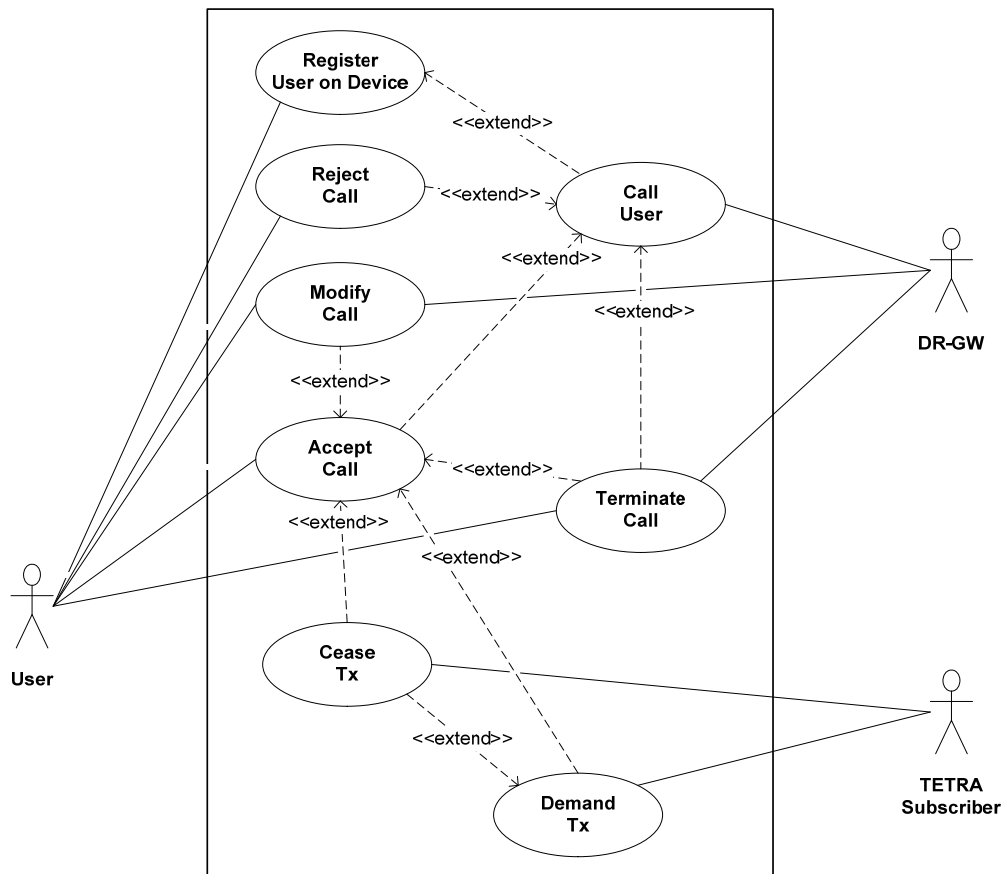 Register
User on Device
<<extend>>
Reject
Call
<<extend>>
Call
User
<<extend>>
Modify
Call
<<extend>>
DR-GW
<<extend>>
Accept
Call
<<extend>>
Terminate
Call
<<extend>>
<<extend>>
User
Cease
Tx
<<extend>>
TETRA
Subscriber
Demand
Tx